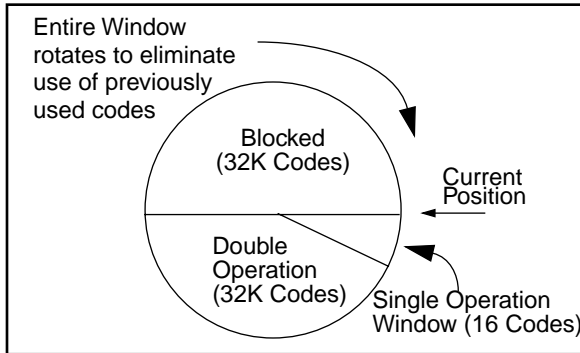 Entire Window
rotates to eliminate
use of previously
used codes
Blocked
(32K Codes)
Current
Position
Double
Operation
(32K Codes)
Single Operation
Window (16 Codes)